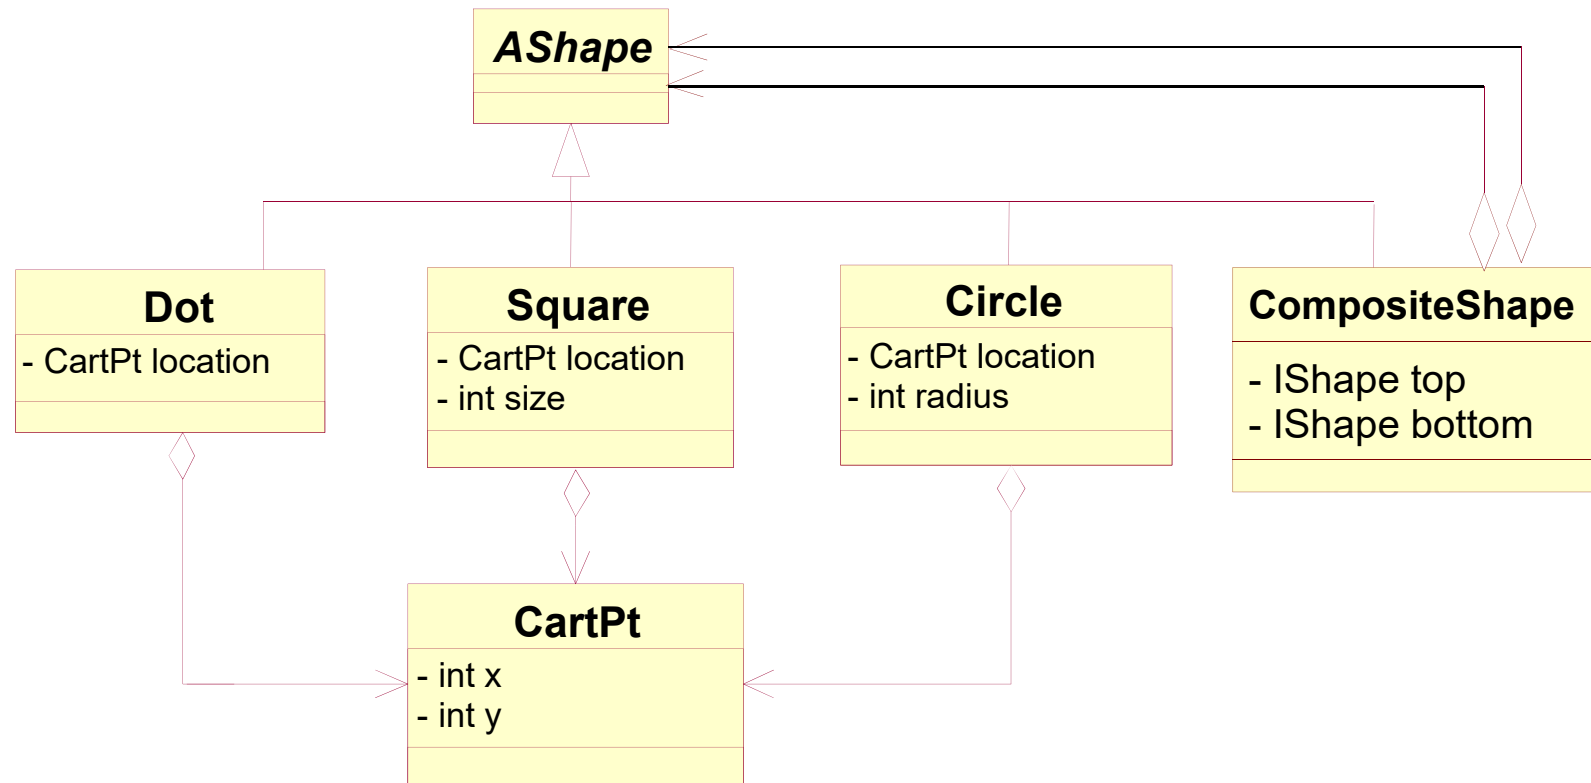 AShape
Dot
- CartPt location
Square
- CartPt location
- int size
Circle
- CartPt location
- int radius
CompositeShape
- IShape top
- IShape bottom
CartPt
- int x
- int y